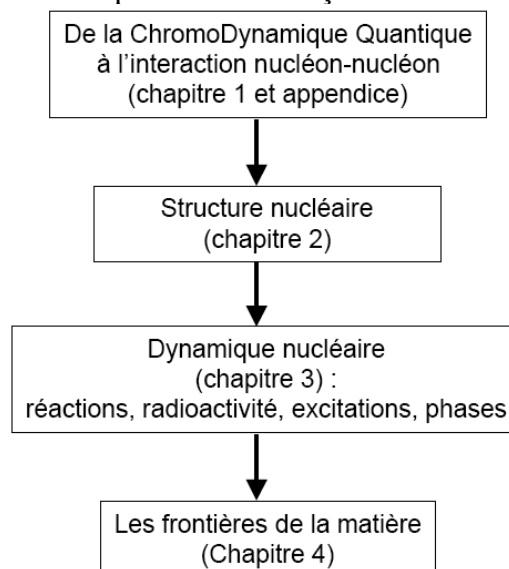 De la ChromoDynamique Quantique
à l'interaction nucléon-nucléon
(chapitre 1 et appendice)
Structure nucléaire
(chapitre 2)
Dynamique nucléaire
(chapitre 3) :
réactions, radioactivité, excitations, phases
Les frontières de la matière
(Chapitre 4)